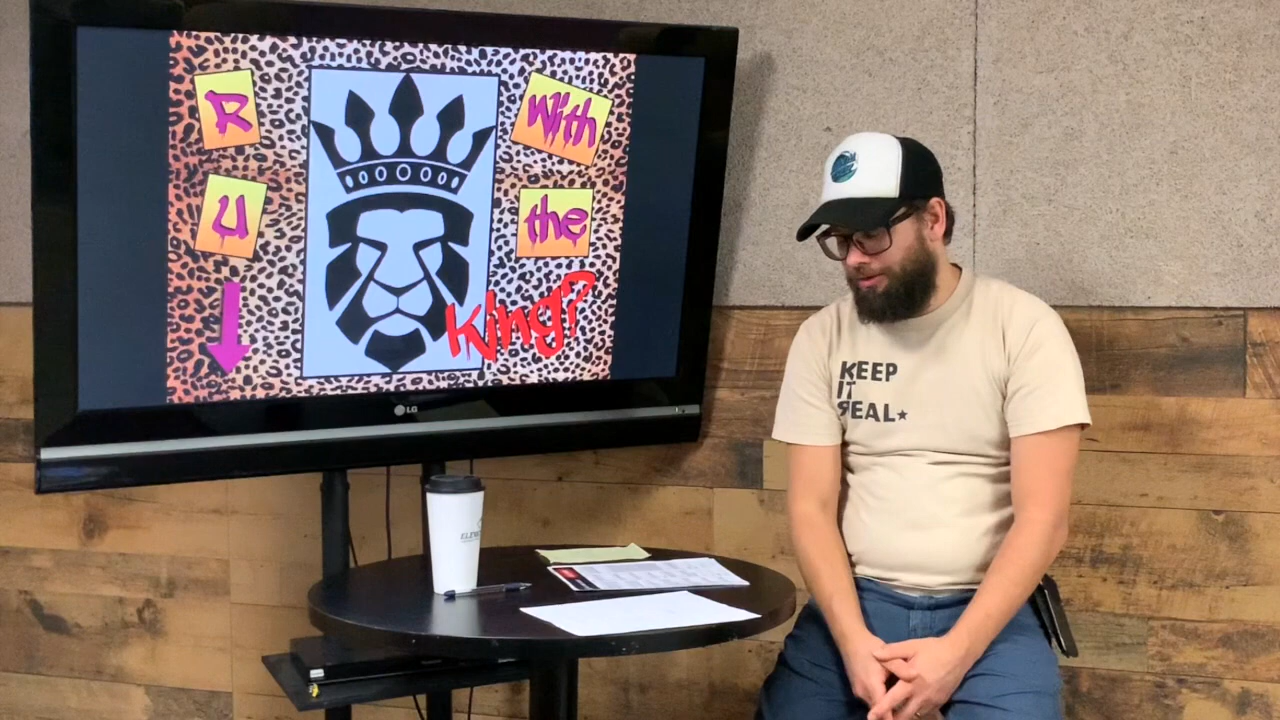 R
U
With
the
King?
LG
KEEP
IT
REAL★